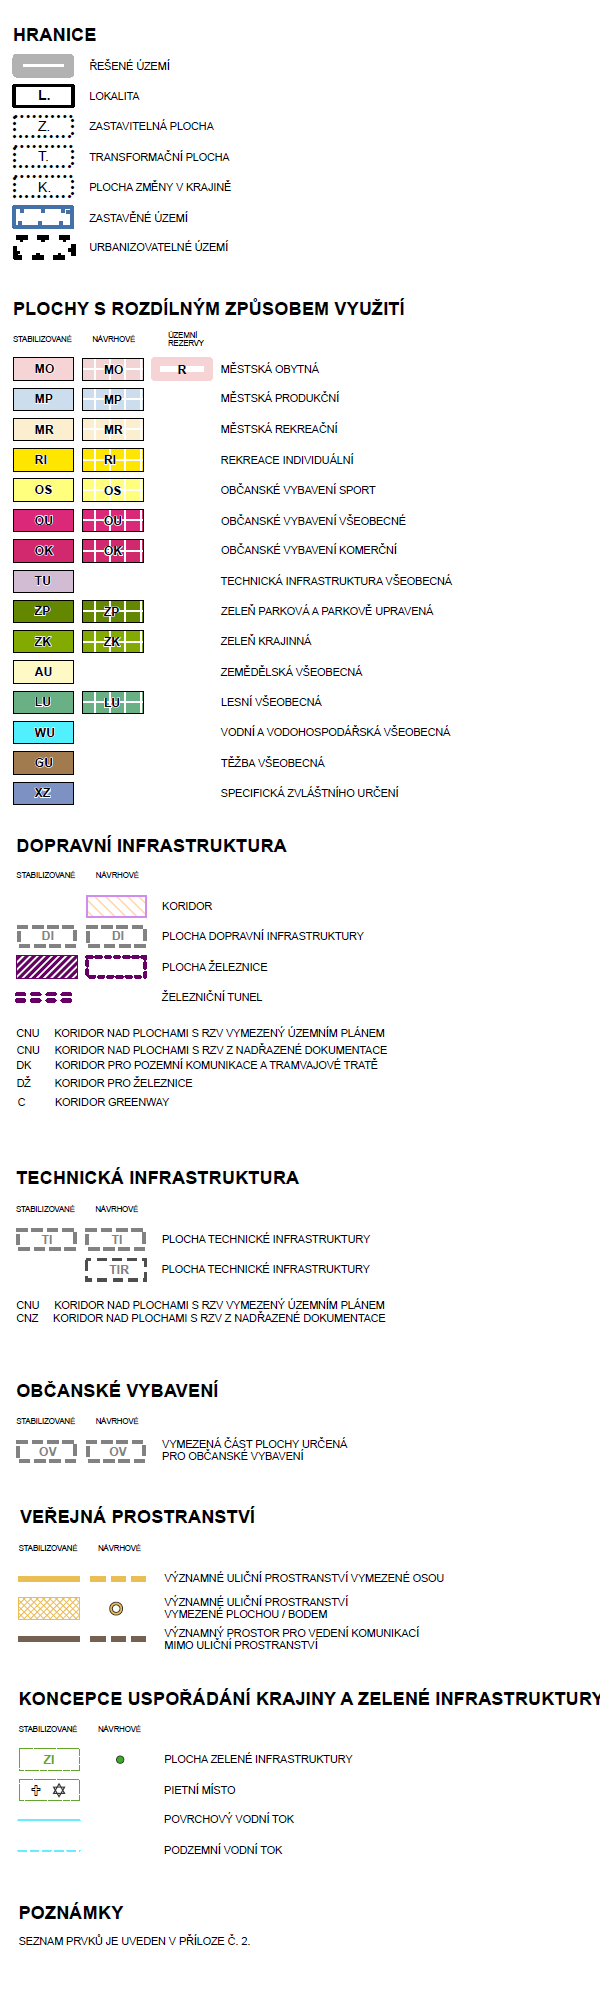 HRANICE
ŘEŠENÉ ÚZEMÍ
L. LOKALITA
Z. ZASTAVITELNÁ PLOCHA
T. TRANSFORMAČNÍ PLOCHA
K. PLOCHA ZMĚNY V KRAJINĚ
ZASTAVĚNÉ ÚZEMÍ
URBANIZOVATELNÉ ÚZEMÍ
PLOCHY S ROZDÍLNÝM ZPŮSOBEM VYUŽITÍ
STABILIZOVANÉ NÁVRHOVÉ ÚZEMNÍ
REZERVY
MO MO R MĚSTSKÁ OBYTNÁ
MP MP MĚSTSKÁ PRODUKČNÍ
MR MR MĚSTSKÁ REKREAČNÍ
RI RI REKREACE INDIVIDUÁLNÍ
OS OS OBČANSKÉ VYBAVENÍ SPORT
OU OU OBČANSKÉ VYBAVENÍ VŠEOBECNÉ
OK OK OBČANSKÉ VYBAVENÍ KOMERČNÍ
TU TECHNICKÁ INFRASTRUKTURA VŠEOBECNÁ
ZP ZP ZELEŇ PARKOVÁ A PARKOVĚ UPRAVENÁ
ZK ZK ZELEŇ KRAJINNÁ
AU ZEMĚDĚLSKÁ VŠEOBECNÁ
LU LU LESNÍ VŠEOBECNÁ
WU VODNÍ A VODOHOSPODÁŘSKÁ VŠEOBECNÁ
GU TĚŽBA VŠEOBECNÁ
XZ SPECIFICKÁ ZVLÁŠTNÍHO URČENÍ
DOPRAVNÍ INFRASTRUKTURA
STABILIZOVANÉ NÁVRHOVÉ
KORIDOR
DI DI PLOCHA DOPRAVNÍ INFRASTRUKTURY
PLOCHA ŽELEZNICE
ŽELEZNIČNÍ TUNEL
CNU KORIDOR NAD PLOCHAMI S RZV VYMEZENÝ ÚZEMNÍM PLÁNEM
CNU KORIDOR NAD PLOCHAMI S RZV Z NADŘAZENÉ DOKUMENTACE
DK KORIDOR PRO POZEMNÍ KOMUNIKACE A TRAMVAJOVÉ TRATĚ
DŽ KORIDOR PRO ŽELEZNICE
C KORIDOR GREENWAY
TECHNICKÁ INFRASTRUKTURA
STABILIZOVANÉ NÁVRHOVÉ
TI TI PLOCHA TECHNICKÉ INFRASTRUKTURY
TIR PLOCHA TECHNICKÉ INFRASTRUKTURY
CNU KORIDOR NAD PLOCHAMI S RZV VYMEZENÝ ÚZEMNÍM PLÁNEM
CNZ KORIDOR NAD PLOCHAMI S RZV Z NADŘAZENÉ DOKUMENTACE
OBČANSKÉ VYBAVENÍ
STABILIZOVANÉ NÁVRHOVÉ
OV OV VYMEZENÁ ČÁST PLOCHY URČENÁ
PRO OBČANSKÉ VYBAVENÍ
VEŘEJNÁ PROSTRANSTVÍ
STABILIZOVANÉ NÁVRHOVÉ
VÝZNAMNÉ ULIČNÍ PROSTRANSTVÍ VYMEZENÉ OSOU
VÝZNAMNÉ ULIČNÍ PROSTRANSTVÍ
VYMEZENÉ PLOCHOU / BODEM
VÝZNAMNÝ PROSTOR PRO VEDENÍ KOMUNIKACÍ
MIMO ULIČNÍ PROSTRANSTVÍ
KONCEPCE USPOŘÁDÁNÍ KRAJINY A ZELENÉ INFRASTRUKTURY
STABILIZOVANÉ NÁVRHOVÉ
ZI PLOCHA ZELENÉ INFRASTRUKTURY
PIETNÍ MÍSTO
POVRCHOVÝ VODNÍ TOK
PODZEMNÍ VODNÍ TOK
POZNÁMKY
SEZNAM PRVKŮ JE UVEDEN V PŘÍLOZE Č. 2.